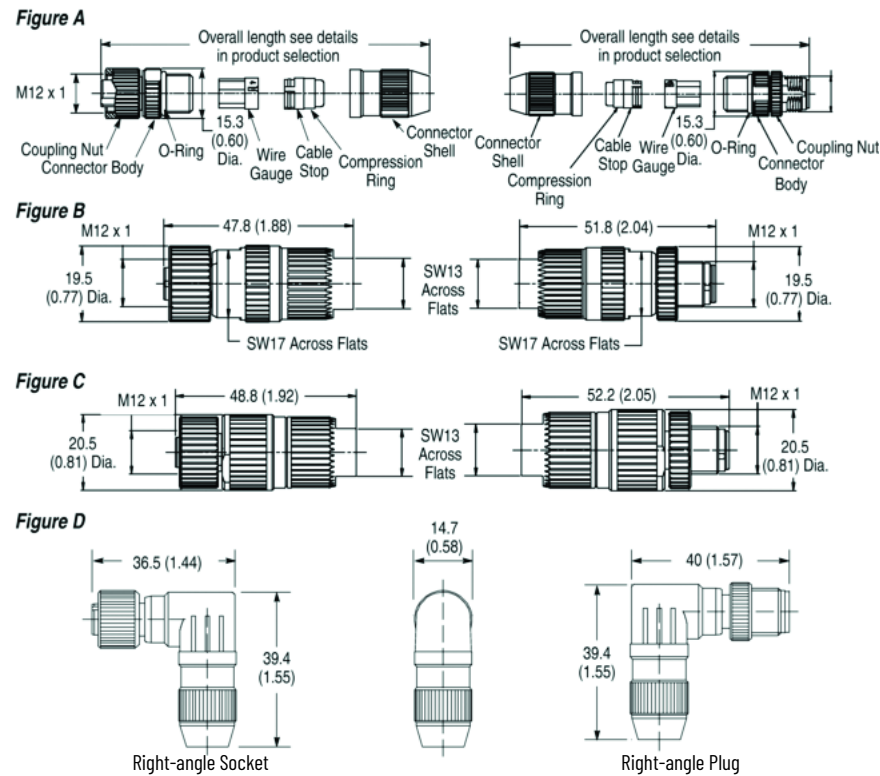 Figure A
Overall length see details
in product selection
M12 x 1
15.3
(0.60)
Dia.
Coupling Nut
Connector Body
O-Ring
Wire
Gauge
Cable
Stop
Compression
Ring
Connector
Shell
Overall length see details
in product selection
Connector
Shell
Compression
Ring
Cable
Stop
Wire
Gauge
15.3
(0.60)
Dia.
O-Ring
Connector
Body
Coupling Nut
Figure B
M12 x 1
47.8 (1.88)
19.5
(0.77) Dia.
SW17 Across Flats
SW13
Across
Flats
51.8 (2.04)
M12 x 1
19.5
(0.77) Dia.
SW17 Across Flats
Figure C
M12 x 1
48.8 (1.92)
20.5
(0.81) Dia.
SW13
Across
Flats
52.2 (2.05)
M12 x 1
20.5
(0.81) Dia.
Figure D
36.5 (1.44)
39.4
(1.55)
Right-angle Socket
14.7
(0.58)
40 (1.57)
39.4
(1.55)
Right-angle Plug